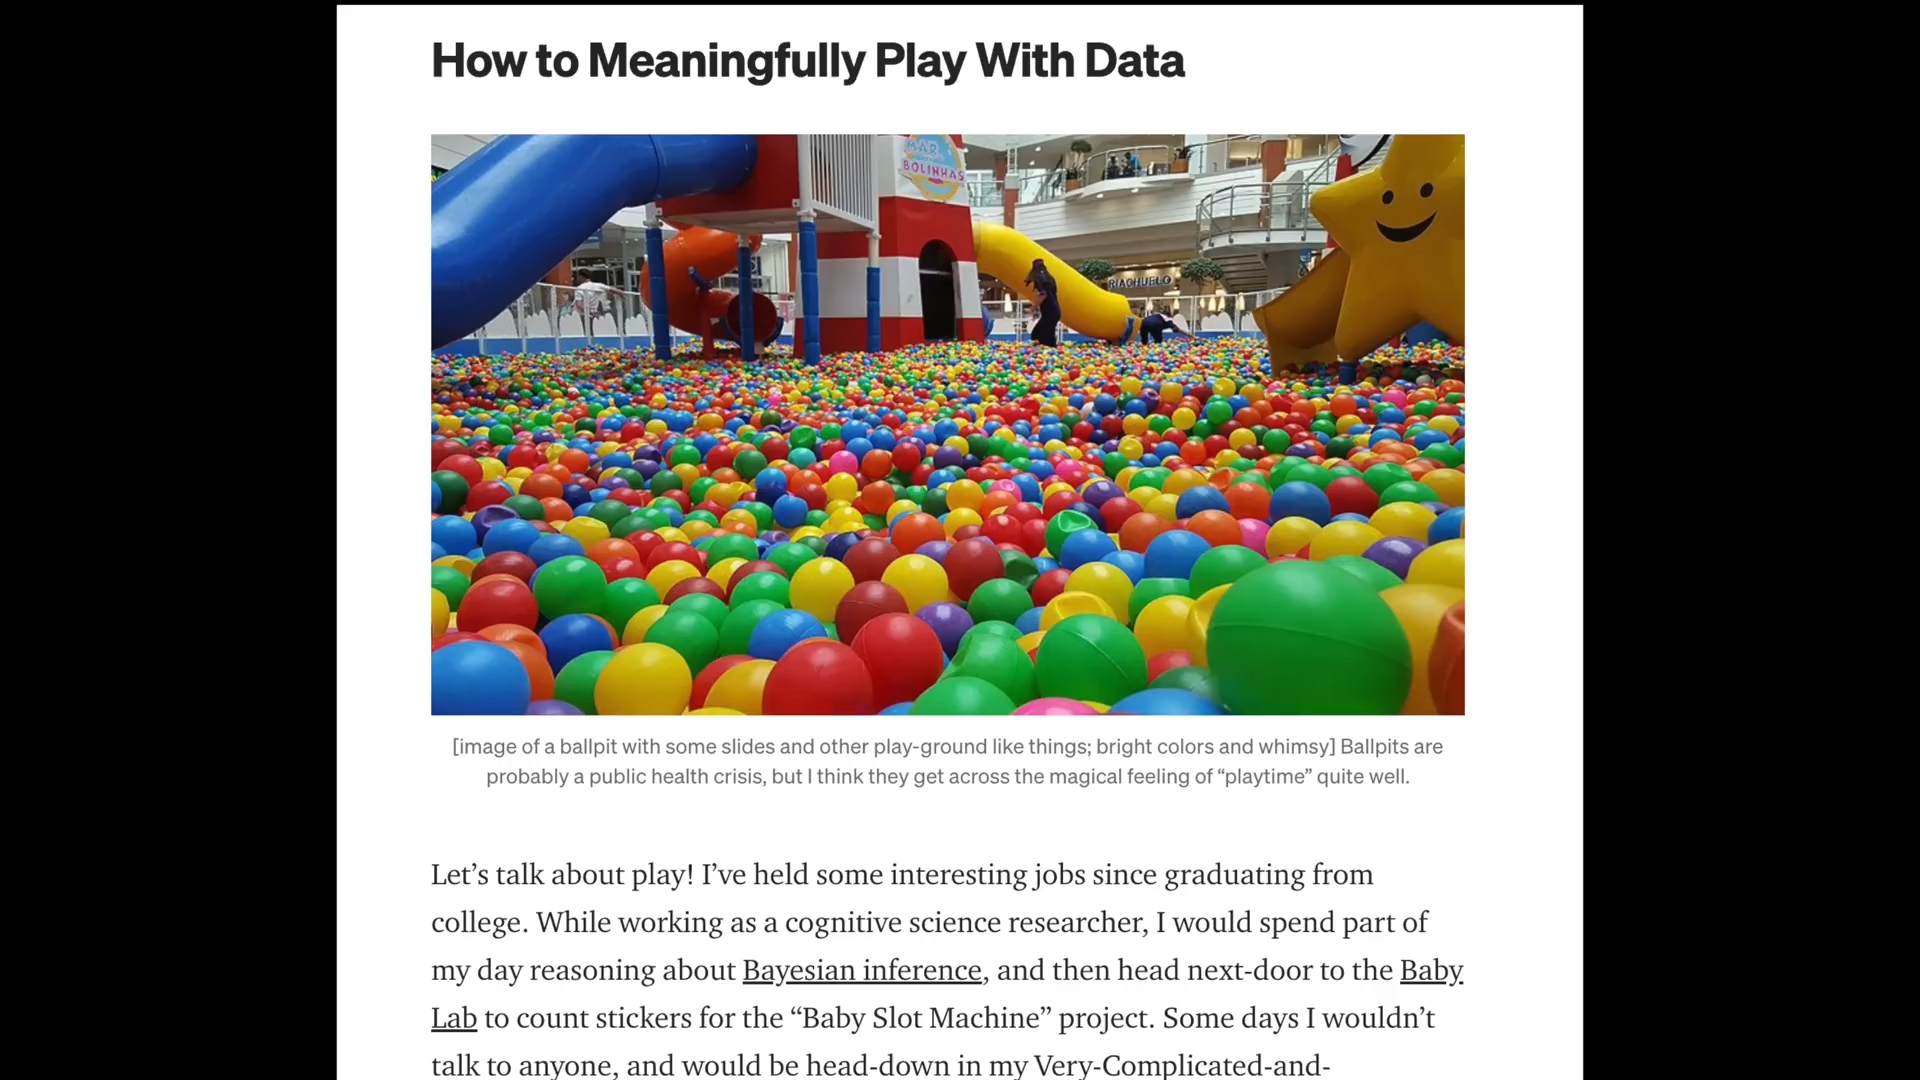 How to Meaningfully Play With Data
MAR
BOLINHAS
RIACHUELO
[image of a ballpit with some slides and other play-ground like things; bright colors and whimsy] Ballpits are
probably a public health crisis, but I think they get across the magical feeling of “playtime” quite well.
Let’s talk about play! I’ve held some interesting jobs since graduating from
college. While working as a cognitive science researcher, I would spend part of
my day reasoning about Bayesian inference, and then head next-door to the Baby
Lab to count stickers for the “Baby Slot Machine” project. Some days I wouldn’t
talk to anyone, and would be head-down in my Very-Complicated-and-